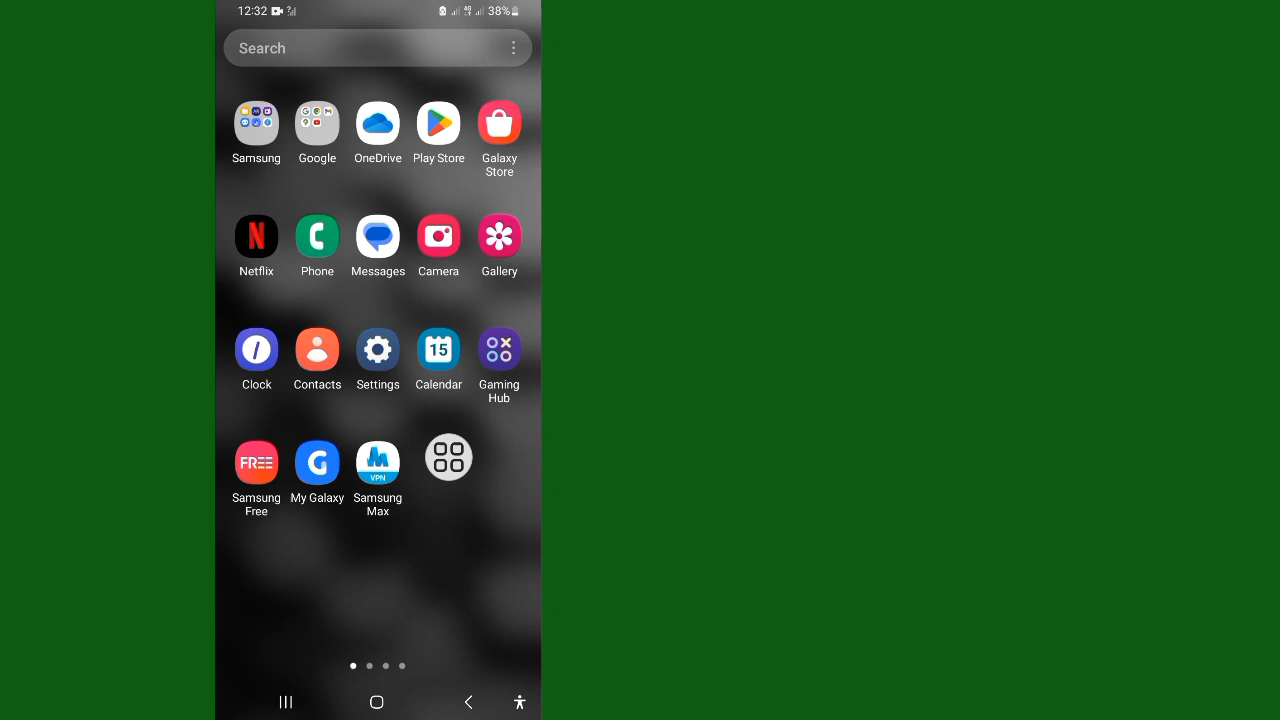 12:32 38%
Search
Samsung Google OneDrive Play Store Galaxy
Store
Netflix Phone Messages Camera Gallery
15
Clock Contacts Settings Calendar Gaming
Hub
FREE VPN
Samsung My Galaxy Samsung
Free Max